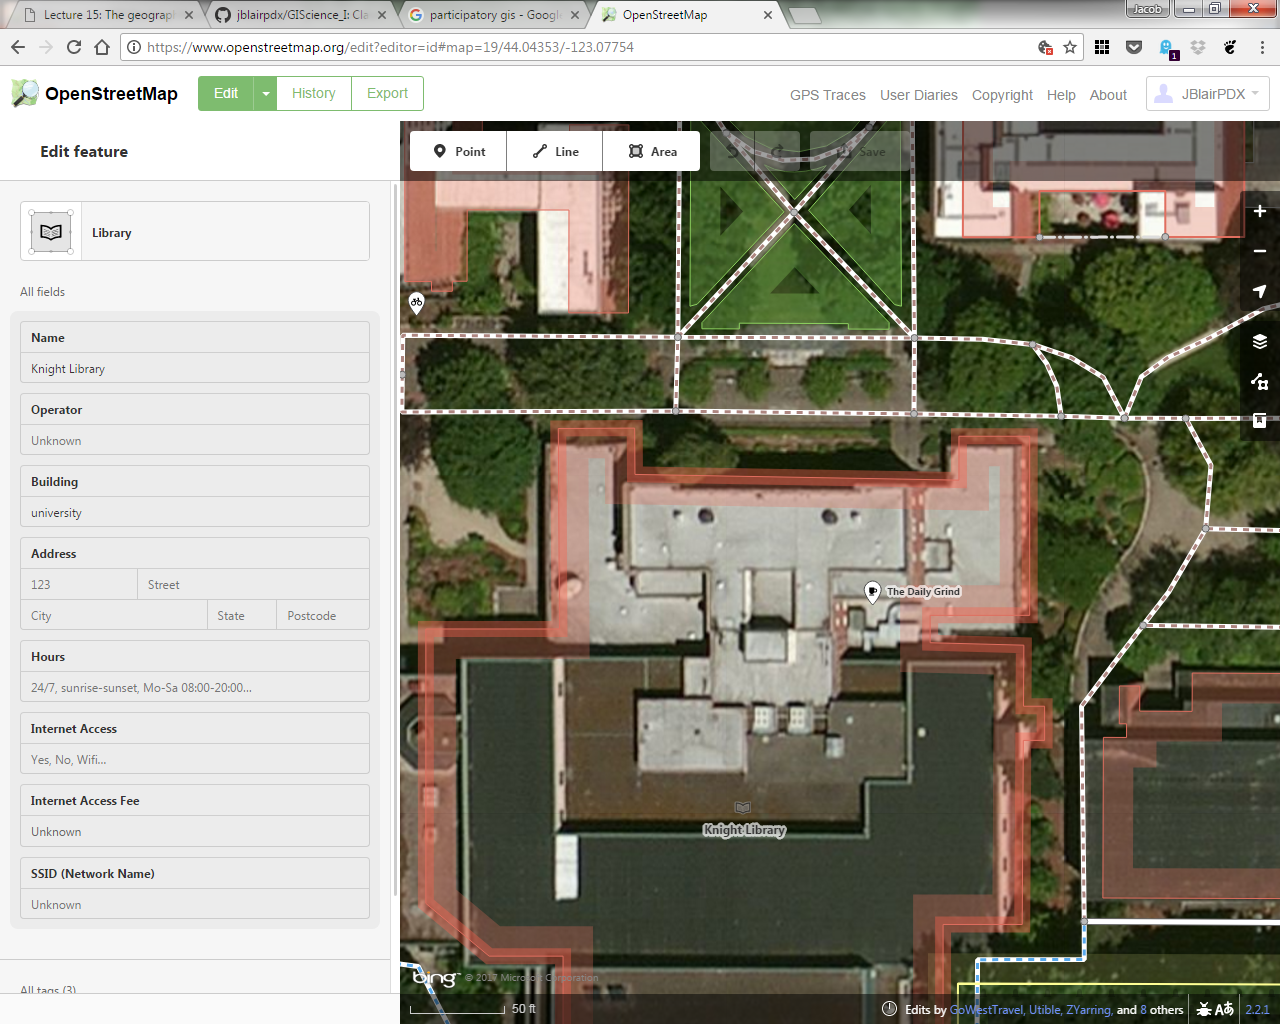 Lecture 15: The geograp
jblairpdx/GIScience_I: Cla
participatory gis - Google
OpenStreetMap
Jacob
https://www.openstreetmap.org/edit?editor=id#map=19/44.04353/-123.07754
1
OpenStreetMap
Edit
History
Export
GPS Traces
User Diaries
Copyright
Help
About
JBlairPDX
Edit feature
Point
Line
Area
Save
Library
All fields
Name
Knight Library
Operator
Unknown
Building
university
Address
123
Street
City
State
Postcode
Hours
24/7, sunrise-sunset, Mo-Sa 08:00-20:00...
Internet Access
Yes, No, Wifi...
Internet Access Fee
Unknown
SSID (Network Name)
Unknown
All tags (3)
The Daily Grind
Knight Library
bing
© 2017 Microsoft Corporation
50 ft
Edits by GoWestTravel, Utible, ZYarring, and 8 others
2.2.1